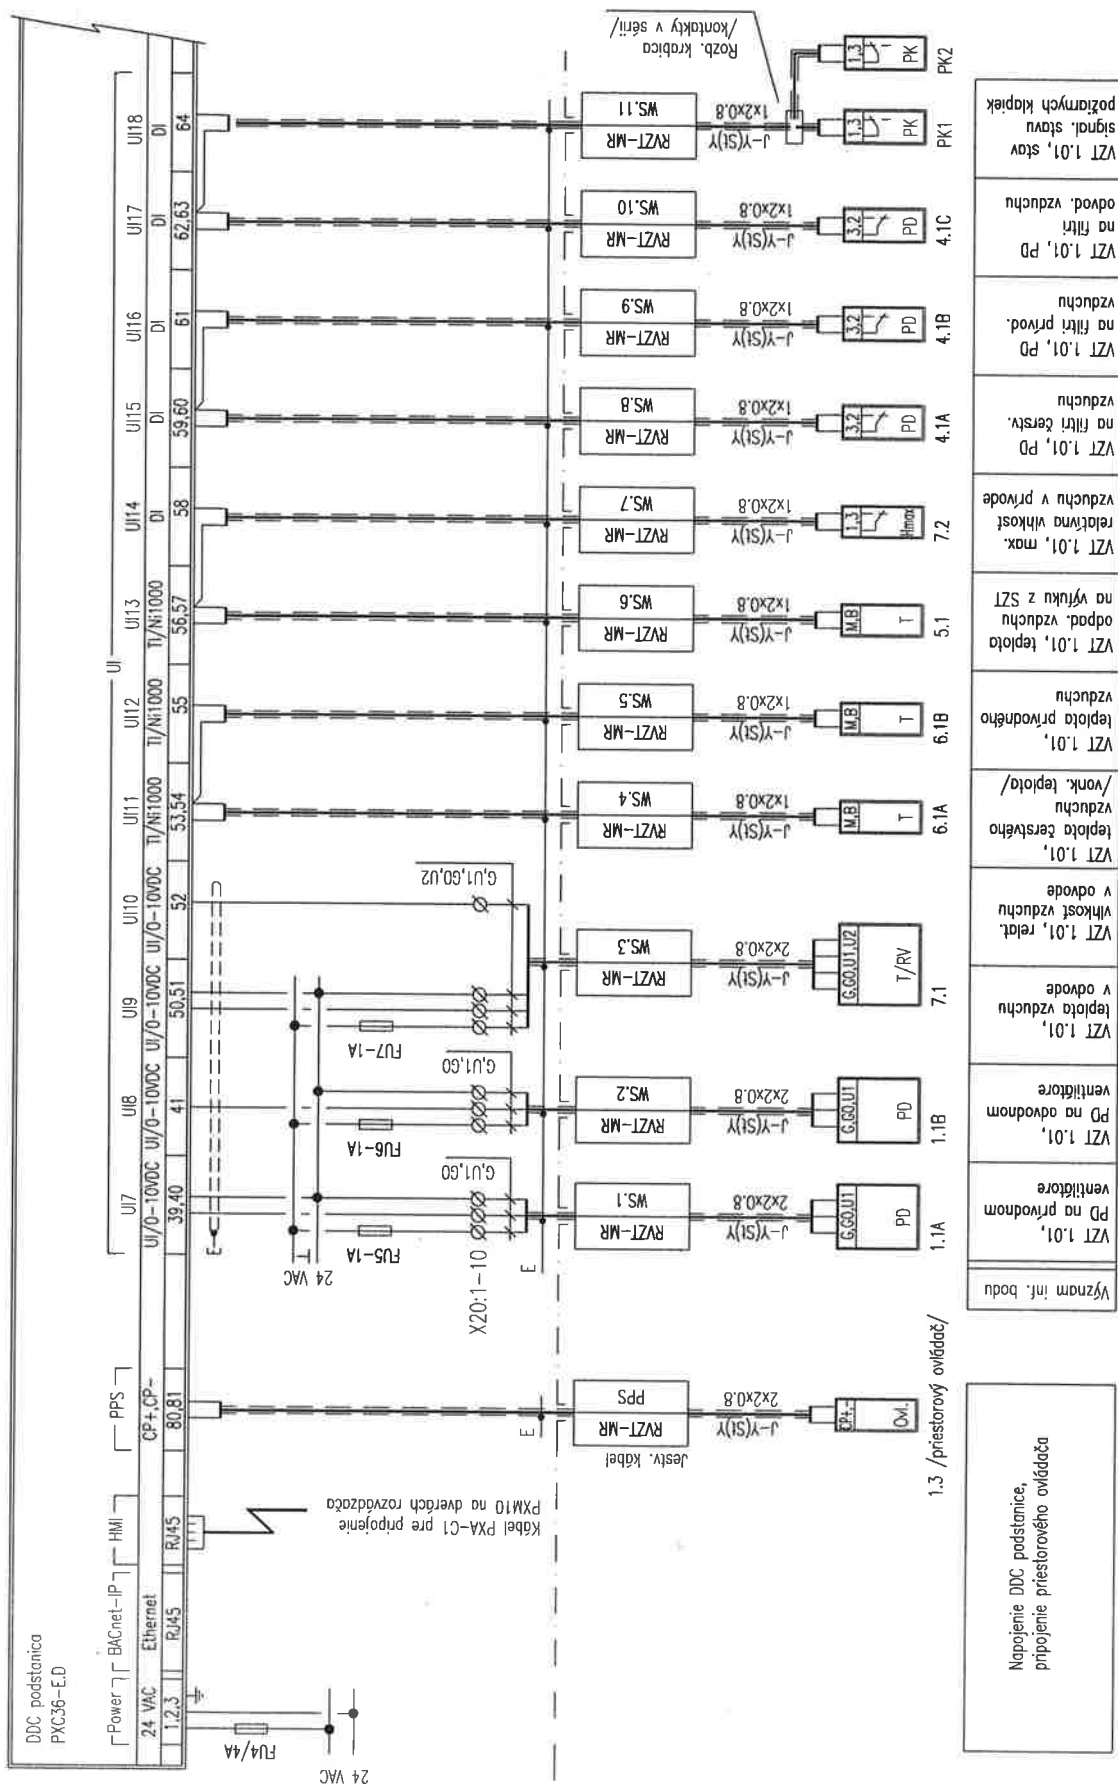 DDC podstanica
PXC36-E.D
Power
BACnet-IP
HMI
PPS
UI
UI7
UI8
UI9
UI10
UI11
UI12
UI13
UI14
UI15
UI16
UI17
UI18
24 VAC
Ethernet
CP+,CP-
UI/0-10VDC
UI/0-10VDC
UI/0-10VDC
UI/0-10VDC
TI/Ni1000
TI/Ni1000
TI/Ni1000
DI
DI
DI
DI
DI
1,2,3
RJ45
RJ45
80,81
39,40
41
50,51
52
53,54
55
56,57
58
59,60
61
62,63
64
FU4/4A
24 VAC
Kábel PXA-C1 pre pripojenie
PXM10 na dverách rozvádzača
E
24 VAC
FU5-1A
FU6-1A
FU7-1A
X20:1-10
G,U1,G0
G,U1,G0
G,U1,G0,U2
E
E
Rozb. krabica
/kontakty v sérii/
Jestv. kábel
RVZT-MR
PPS
RVZT-MR
WS.1
RVZT-MR
WS.2
RVZT-MR
WS.3
RVZT-MR
WS.4
RVZT-MR
WS.5
RVZT-MR
WS.6
RVZT-MR
WS.7
RVZT-MR
WS.8
RVZT-MR
WS.9
RVZT-MR
WS.10
RVZT-MR
WS.11
J-Y(St)Y
2x2x0.8
J-Y(St)Y
2x2x0.8
J-Y(St)Y
2x2x0.8
J-Y(St)Y
2x2x0.8
J-Y(St)Y
1x2x0.8
J-Y(St)Y
1x2x0.8
J-Y(St)Y
1x2x0.8
J-Y(St)Y
1x2x0.8
J-Y(St)Y
1x2x0.8
J-Y(St)Y
1x2x0.8
J-Y(St)Y
1x2x0.8
J-Y(St)Y
1x2x0.8
CP+,-
Ovl.
1.3 /priestorový ovládač/
G,G0,U1
PD
1.1A
G,G0,U1
PD
1.1B
G,G0,U1,U2
T/RV
7.1
M,B
T
6.1A
M,B
T
6.1B
M,B
T
5.1
1,3
Hmax
7.2
3,2
PD
4.1A
3,2
PD
4.1B
3,2
PD
4.1C
1,3
PK
PK1
1,3
PK
PK2
Napojenie DDC podstanice,
pripojenie priestorového ovládača
Význam inf. bodu
VZT 1.01,
PD na prívodnom
ventilátore
VZT 1.01,
PD na odvodnom
ventilátore
VZT 1.01,
teplota vzduchu
v odvode
VZT 1.01, relat.
vlhkosť vzduchu
v odvode
VZT 1.01,
teplota čerstvého
vzduchu
/vonk. teplota/
VZT 1.01,
teplota prívodného
vzduchu
VZT 1.01, teplota
odpad. vzduchu
na výfuku z SZT
VZT 1.01, max.
relatívna vlhkosť
vzduchu v prívode
VZT 1.01, PD
na filtri čerstv.
vzduchu
VZT 1.01, PD
na filtri prívod.
vzduchu
VZT 1.01, PD
na filtri
odvod. vzduchu
VZT 1.01, stav
signal. stavu
požiarnych klapiek